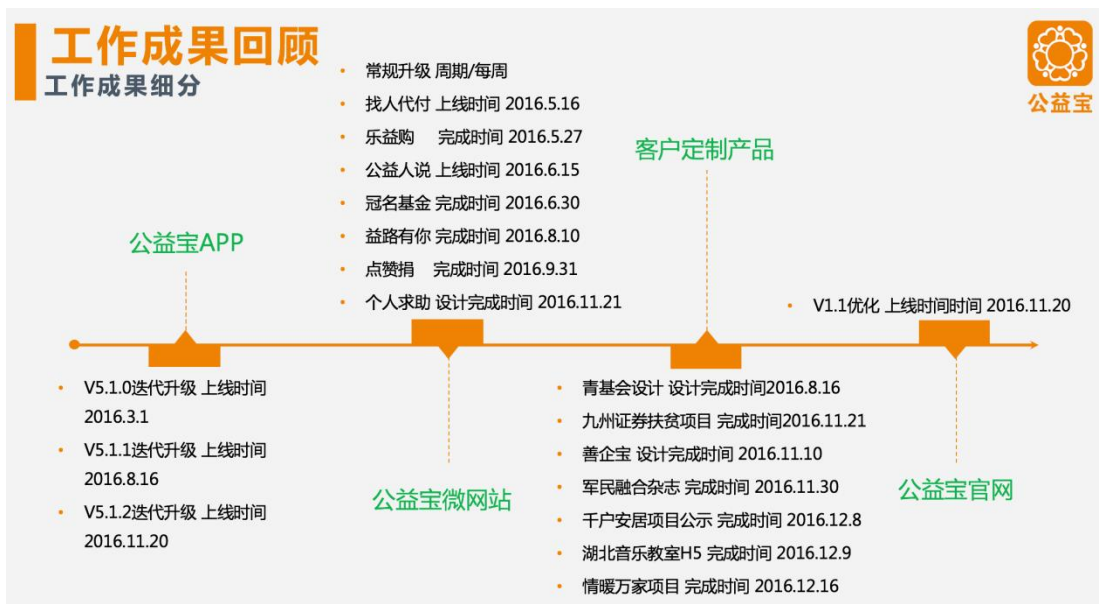 工作成果回顾
工作成果细分
公益宝
• 常规升级 周期/每周
• 找人代付 上线时间 2016.5.16
• 乐益购 完成时间 2016.5.27
• 公益人说 上线时间 2016.6.15
• 冠名基金 完成时间 2016.6.30
• 益路有你 完成时间 2016.8.10
• 点赞捐 完成时间 2016.9.31
• 个人求助 设计完成时间 2016.11.21
客户定制产品
公益宝APP
• V1.1优化 上线时间时间 2016.11.20
• V5.1.0迭代升级 上线时间
2016.3.1
• V5.1.1迭代升级 上线时间
2016.8.16
• V5.1.2迭代升级 上线时间
2016.11.20
公益宝微网站
• 青基会设计 设计完成时间2016.8.16
• 九州证券扶贫项目 完成时间2016.11.21
• 善企宝 设计完成时间 2016.11.10
• 军民融合杂志 完成时间 2016.11.30
• 千户安居项目公示 完成时间 2016.12.8
• 湖北音乐教室H5 完成时间 2016.12.9
• 情暖万家项目 完成时间 2016.12.16
公益宝官网